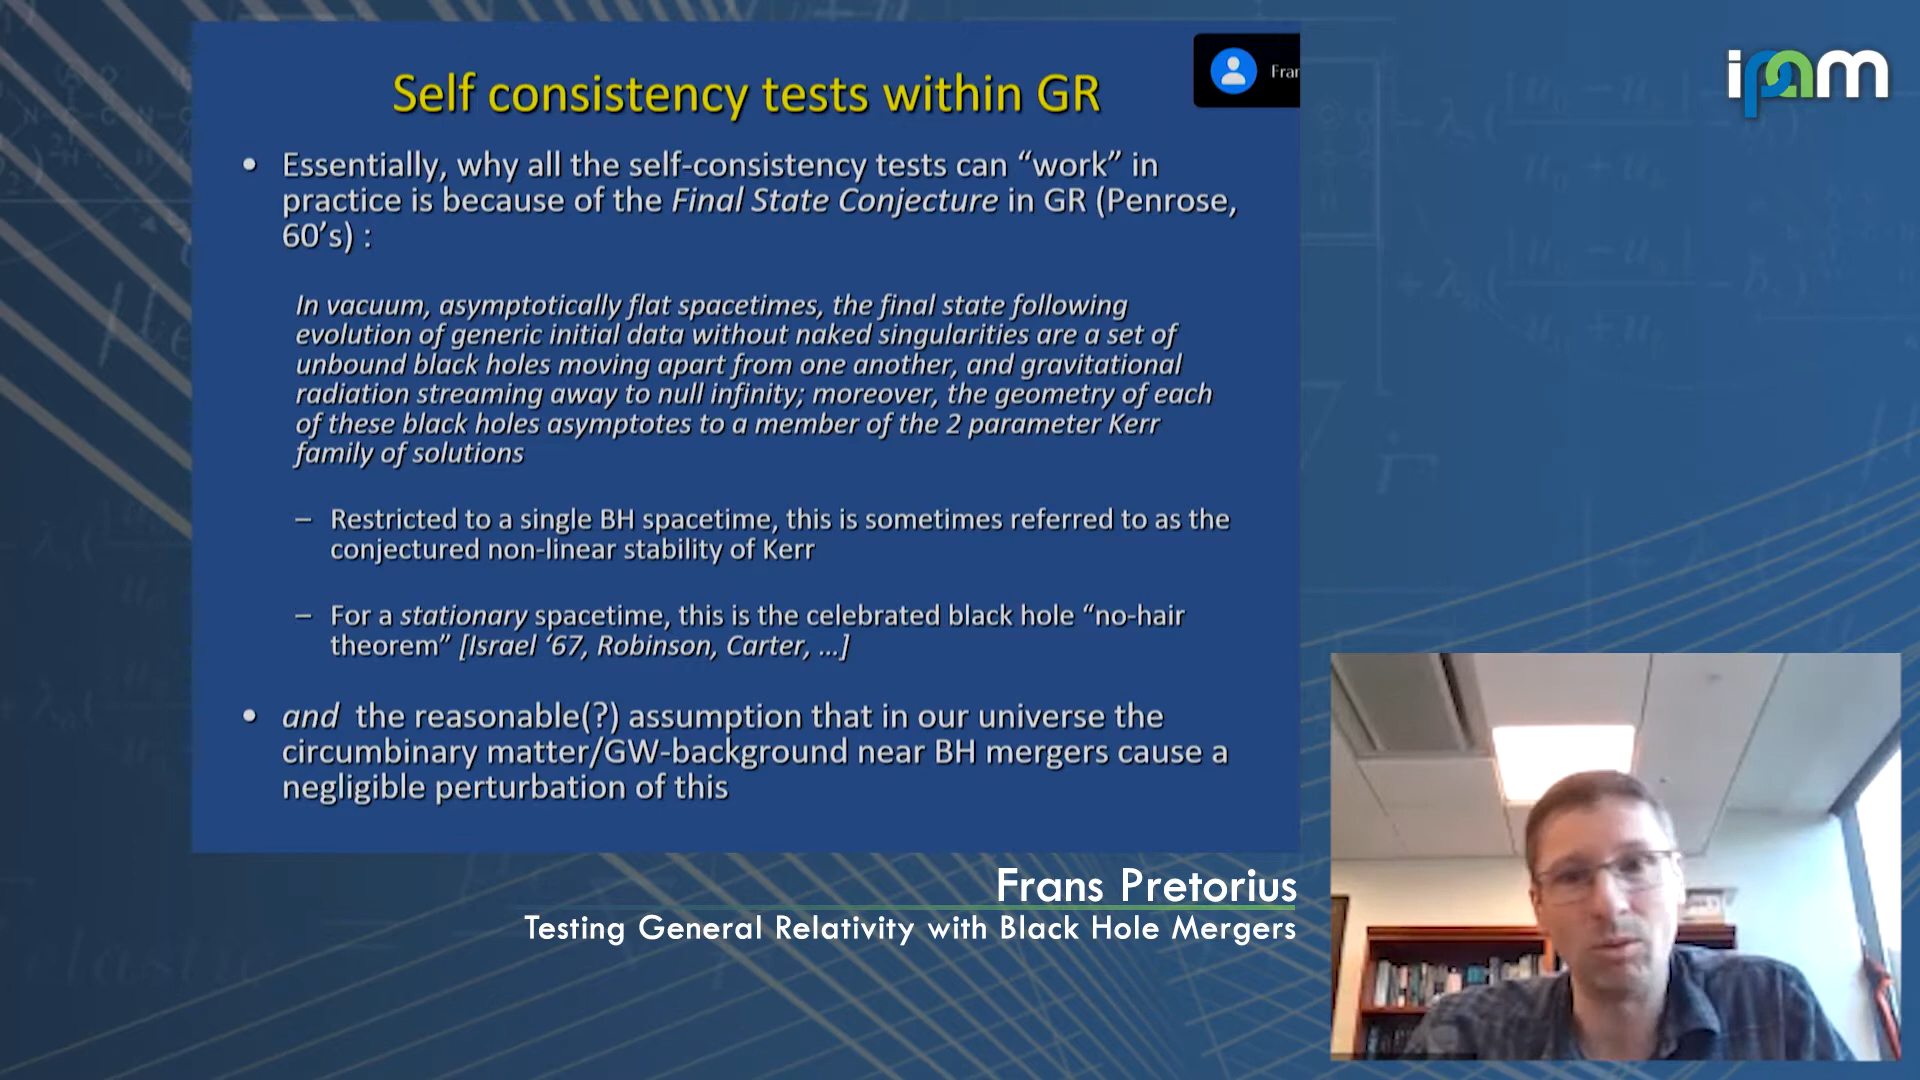 Self consistency tests within GR
Fran
ipam
• Essentially, why all the self-consistency tests can “work” in
practice is because of the Final State Conjecture in GR (Penrose,
60’s) :
In vacuum, asymptotically flat spacetimes, the final state following
evolution of generic initial data without naked singularities are a set of
unbound black holes moving apart from one another, and gravitational
radiation streaming away to null infinity; moreover, the geometry of each
of these black holes asymptotes to a member of the 2 parameter Kerr
family of solutions
– Restricted to a single BH spacetime, this is sometimes referred to as the
conjectured non-linear stability of Kerr
– For a stationary spacetime, this is the celebrated black hole “no-hair
theorem” [Israel ‘67, Robinson, Carter, ...]
• and the reasonable(?) assumption that in our universe the
circumbinary matter/GW-background near BH mergers cause a
negligible perturbation of this
Frans Pretorius
Testing General Relativity with Black Hole Mergers